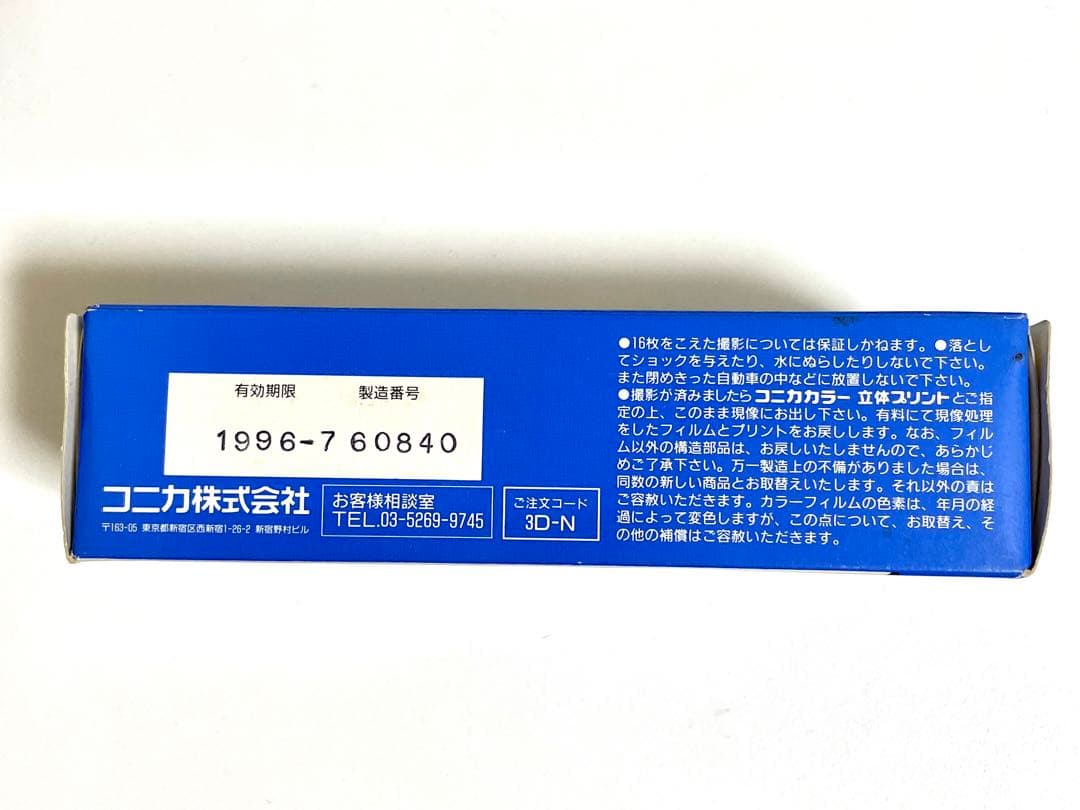 有効期限 製造番号
1996-7 60840
コニカ株式会社
〒163-05 東京都新宿区西新宿1-26-2 新宿野村ビル
お客様相談室
TEL.03-5269-9745
ご注文コード
3D-N
●16枚をこえた撮影については保証しかねます。●落とし
てショックを与えたり、水にぬらしたりしないで下さい。
また閉めきった自動車の中などに放置しないで下さい。
●撮影が済みましたらコニカカラー 立体プリントとご指
定の上、このまま現像にお出し下さい。有料にて現像処理
をしたフィルムとプリントをお戻しします。なお、フィル
ム以外の構造部品は、お戻しいたしませんので、あらかじ
めご了承下さい。万一製造上の不備がありました場合は、
同数の新しい商品とお取替えいたします。それ以外の責は
ご容赦いただきます。カラーフィルムの色素は、年月の経
過によって変色しますが、この点について、お取替え、そ
の他の補償はご容赦いただきます。